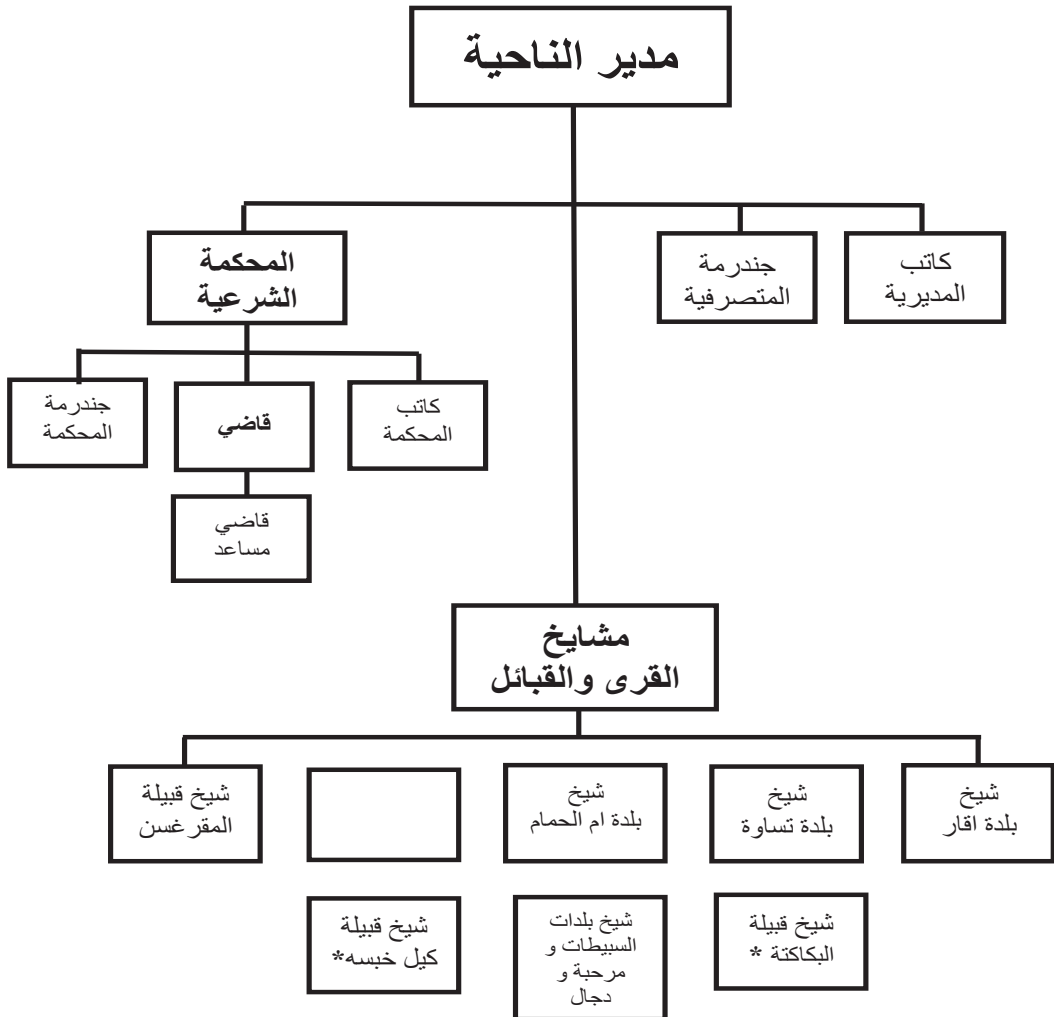 مدير الناحية
كاتب
المديرية
جندرمة
المتصرفية
المحكمة
الشرعية
كاتب
المحكمة
قاضي
جندرمة
المحكمة
قاضي
مساعد
مشايخ
القرى والقبائل
شيخ
بلدة اقار
شيخ
بلدة تساوة
شيخ
بلدة ام الحمام
شيخ قبيلة
المقرغسن
شيخ قبيلة
البكاكتة *
شيخ بلدات
السبيطات و
مرحبة و
دجال
شيخ قبيلة
كيل خبسه*